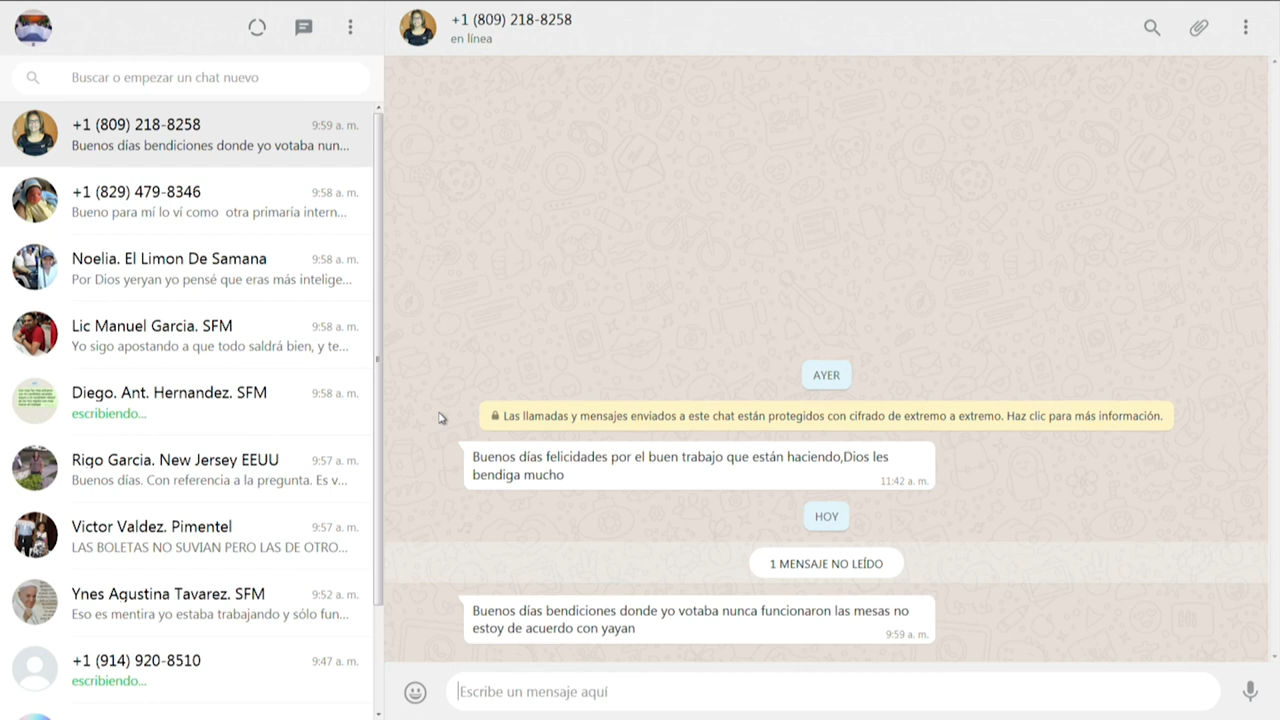 Buscar o empezar un chat nuevo
+1 (809) 218-8258
9:59 a. m.
Buenos días bendiciones donde yo votaba nun...
+1 (829) 479-8346
9:58 a. m.
Bueno para mí lo ví como otra primaría intern...
Noelia. El Limon De Samana
9:58 a. m.
Por Dios yeryan yo pensé que eras más intelige...
Lic Manuel Garcia. SFM
9:58 a. m.
Yo sigo apostando a que todo saldrá bien, y te...
Diego. Ant. Hernandez. SFM
9:58 a. m.
escribiendo...
Rigo Garcia. New Jersey EEUU
9:57 a. m.
Buenos días. Con referencia a la pregunta. Es v...
Victor Valdez. Pimentel
9:57 a. m.
LAS BOLETAS NO SUVIAN PERO LAS DE OTRO...
Ynes Agustina Tavarez. SFM
9:52 a. m.
Eso es mentira yo estaba trabajando y sólo fun...
+1 (914) 920-8510
9:47 a. m.
escribiendo...
+1 (809) 218-8258
en línea
AYER
Las llamadas y mensajes enviados a este chat están protegidos con cifrado de extremo a extremo. Haz clic para más información.
Buenos días felicidades por el buen trabajo que están haciendo,Dios les
bendiga mucho
11:42 a. m.
HOY
1 MENSAJE NO LEÍDO
Buenos días bendiciones donde yo votaba nunca funcionaron las mesas no
estoy de acuerdo con yayan
9:59 a. m.
Escribe un mensaje aquí